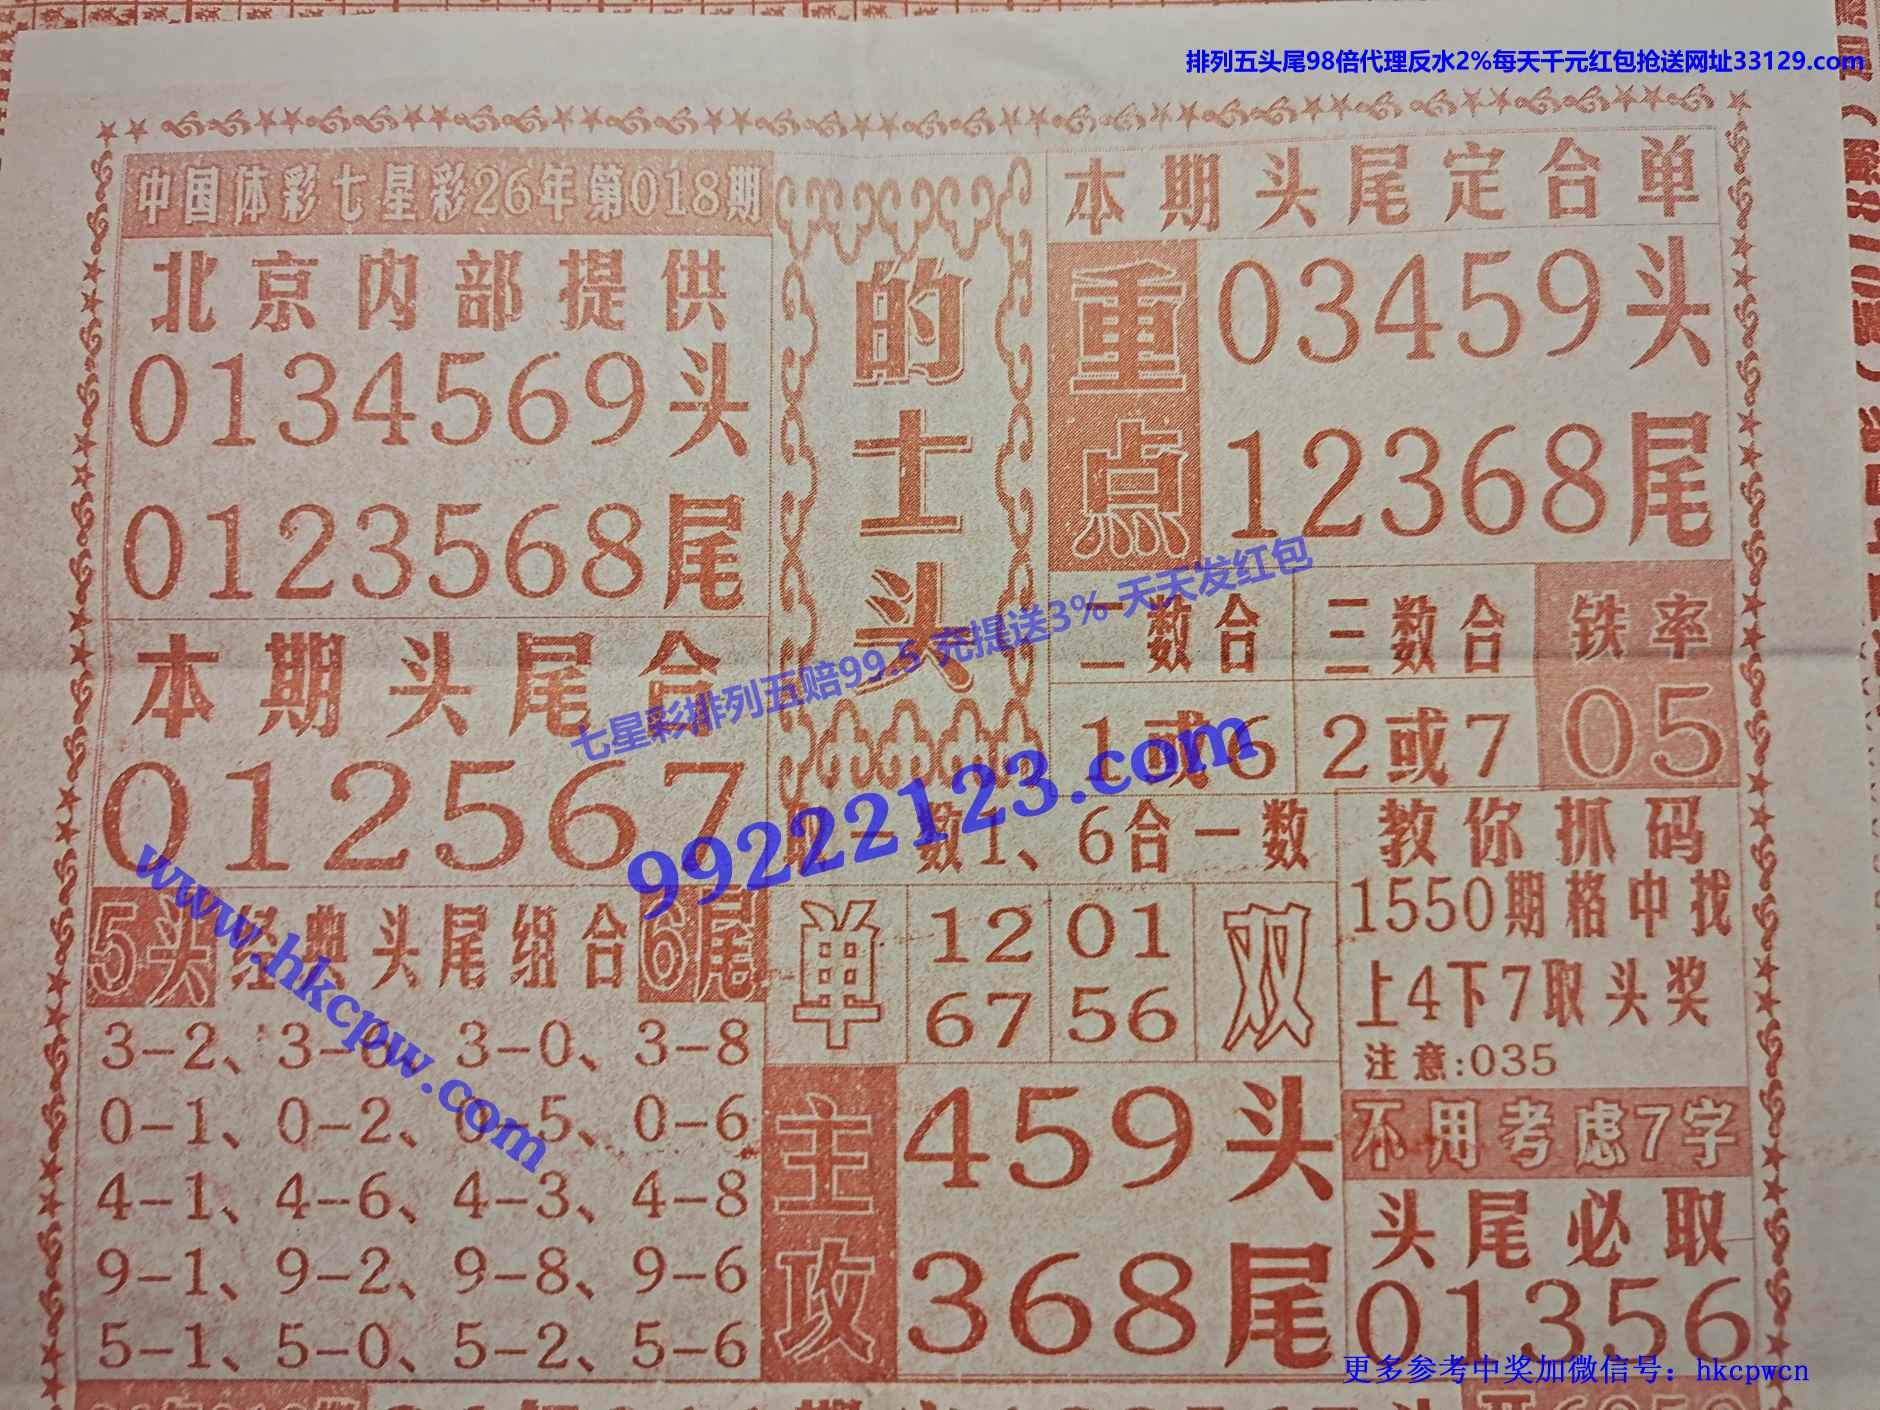 排列五头尾98倍代理反水2%每天千元红包抢送网址33129.com
中国体彩七星彩26年第018期
北京内部提供
0134569头
0123568尾
本期头尾合
012567
5头 经典头尾组合 6尾
3-2、3-6、3-0、3-8
0-1、0-2、0-5、0-6
4-1、4-6、4-3、4-8
9-1、9-2、9-8、9-6
5-1、5-0、5-2、5-6
的士头
本期头尾定合单
重点
03459头
12368尾
二数合 三数合 铁率
1或6 2或7 05
取一数1、6合一数
单 12 01 双
67 56
主攻
459头
368尾
教你抓码
1550期格中找
上4下7取头奖
注意:035
不用考虑7字
头尾必取
01356
七星彩排列五赔99.5 充提送3% 天天发红包
99222123.com
www.hkcpw.com
更多参考中奖加微信号：hkcpwcn